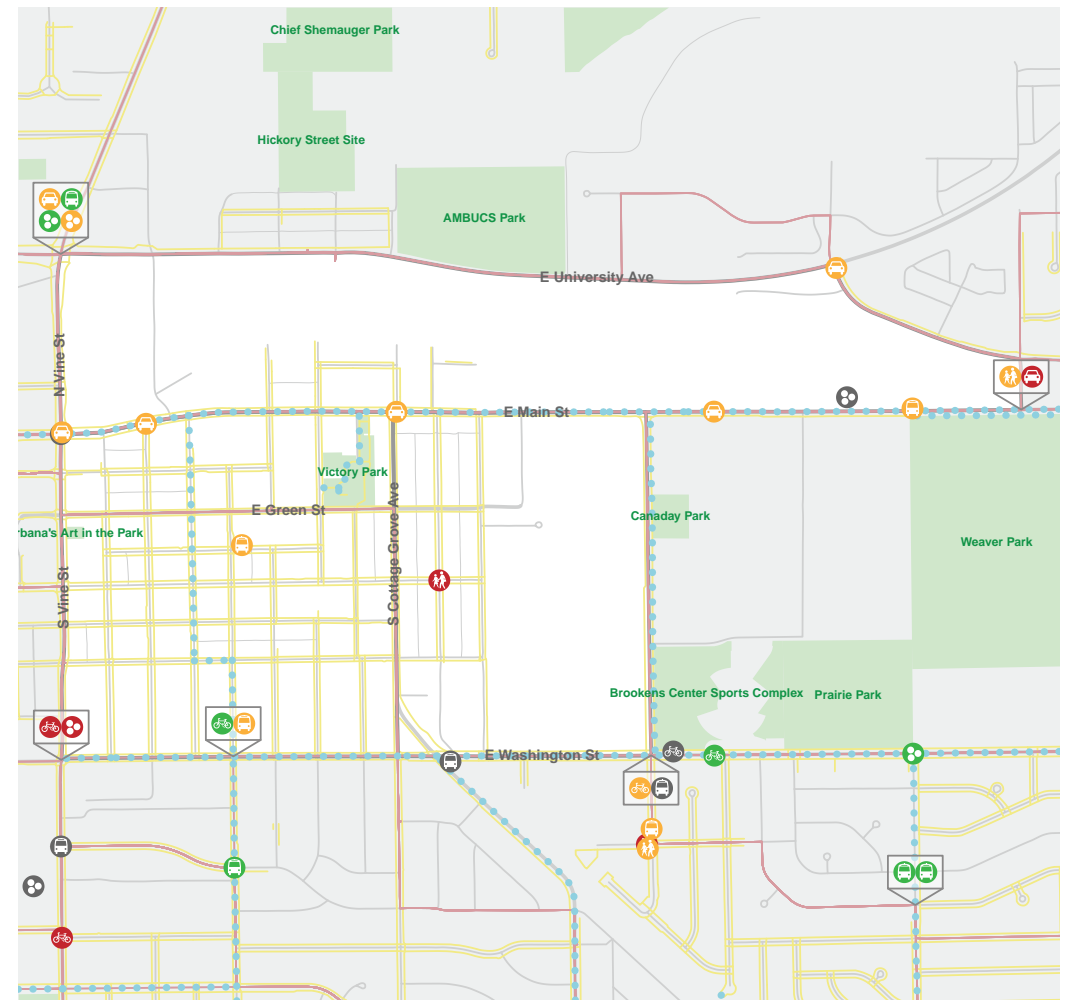 Chief Shemauger Park
Hickory Street Site
AMBUCS Park
E University Ave
N Vine St
E Main St
Victory Park
E Green St
S Cottage Grove Ave
Canaday Park
rbana's Art in the Park
Weaver Park
S Vine St
Brookens Center Sports Complex
Prairie Park
E Washington St